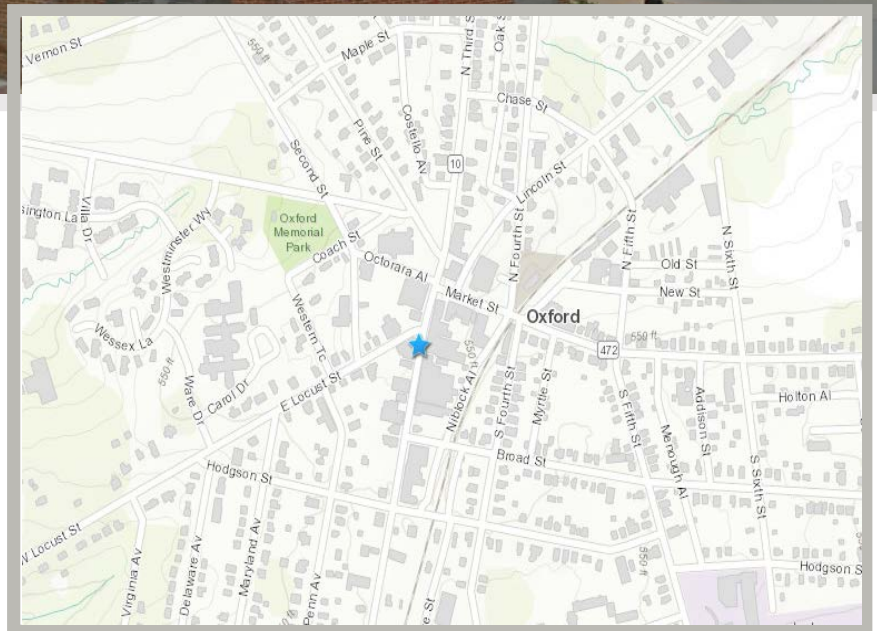 Vernon St
550 ft
Maple St
N Third St
Oak
Chase St
Costello Av
Pine St
Second St
10
Lincoln St
Villa Dr
Westminster Wy
Oxford
Memorial
Park
Coach St
Octorara Al
N Fourth St
N Fifth St
N Sixth St
Old St
New St
Market St
Oxford
Western Tc
Wessex La
550 ft
Ware Dr
Carol Dr
E Locust St
550 ft
Niblock Al
472
550 ft
S Fourth St
Myrtle St
S Fifth St
Addison St
Holton Al
Menough Al
Broad St
S Sixth St
Hodgson St
W Locust St
Virginia Av
Delaware Av
Maryland Av
Penn Av
e St
550 ft
Hodgson S